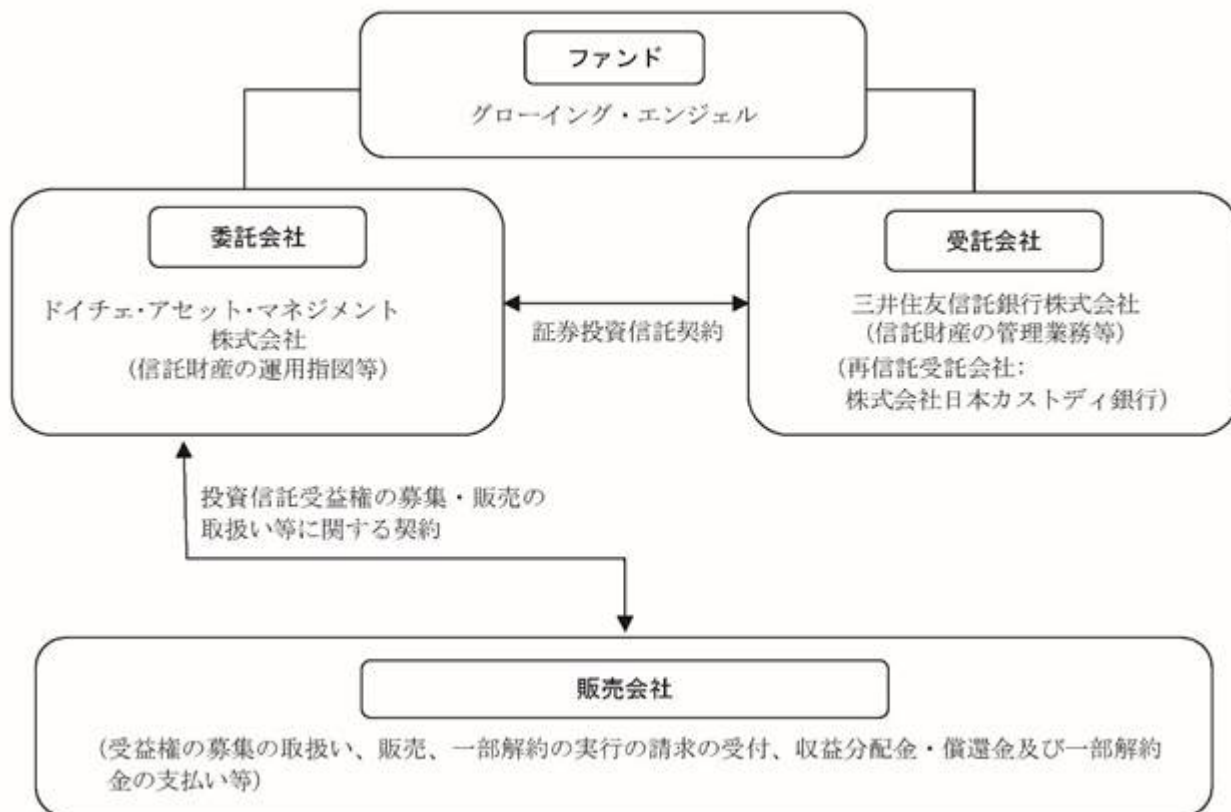 ファンド
グローイング・エンジェル
委託会社
ドイチェ・アセット・マネジメント
株式会社
(信託財産の運用指図等)
証券投資信託契約
受託会社
三井住友信託銀行株式会社
(信託財産の管理業務等)
(再信託受託会社:
株式会社日本カストディ銀行)
投資信託受益権の募集・販売の
取扱い等に関する契約
販売会社
(受益権の募集の取扱い、販売、一部解約の実行の請求の受付、収益分配金・償還金及び一部解約
金の支払い等)